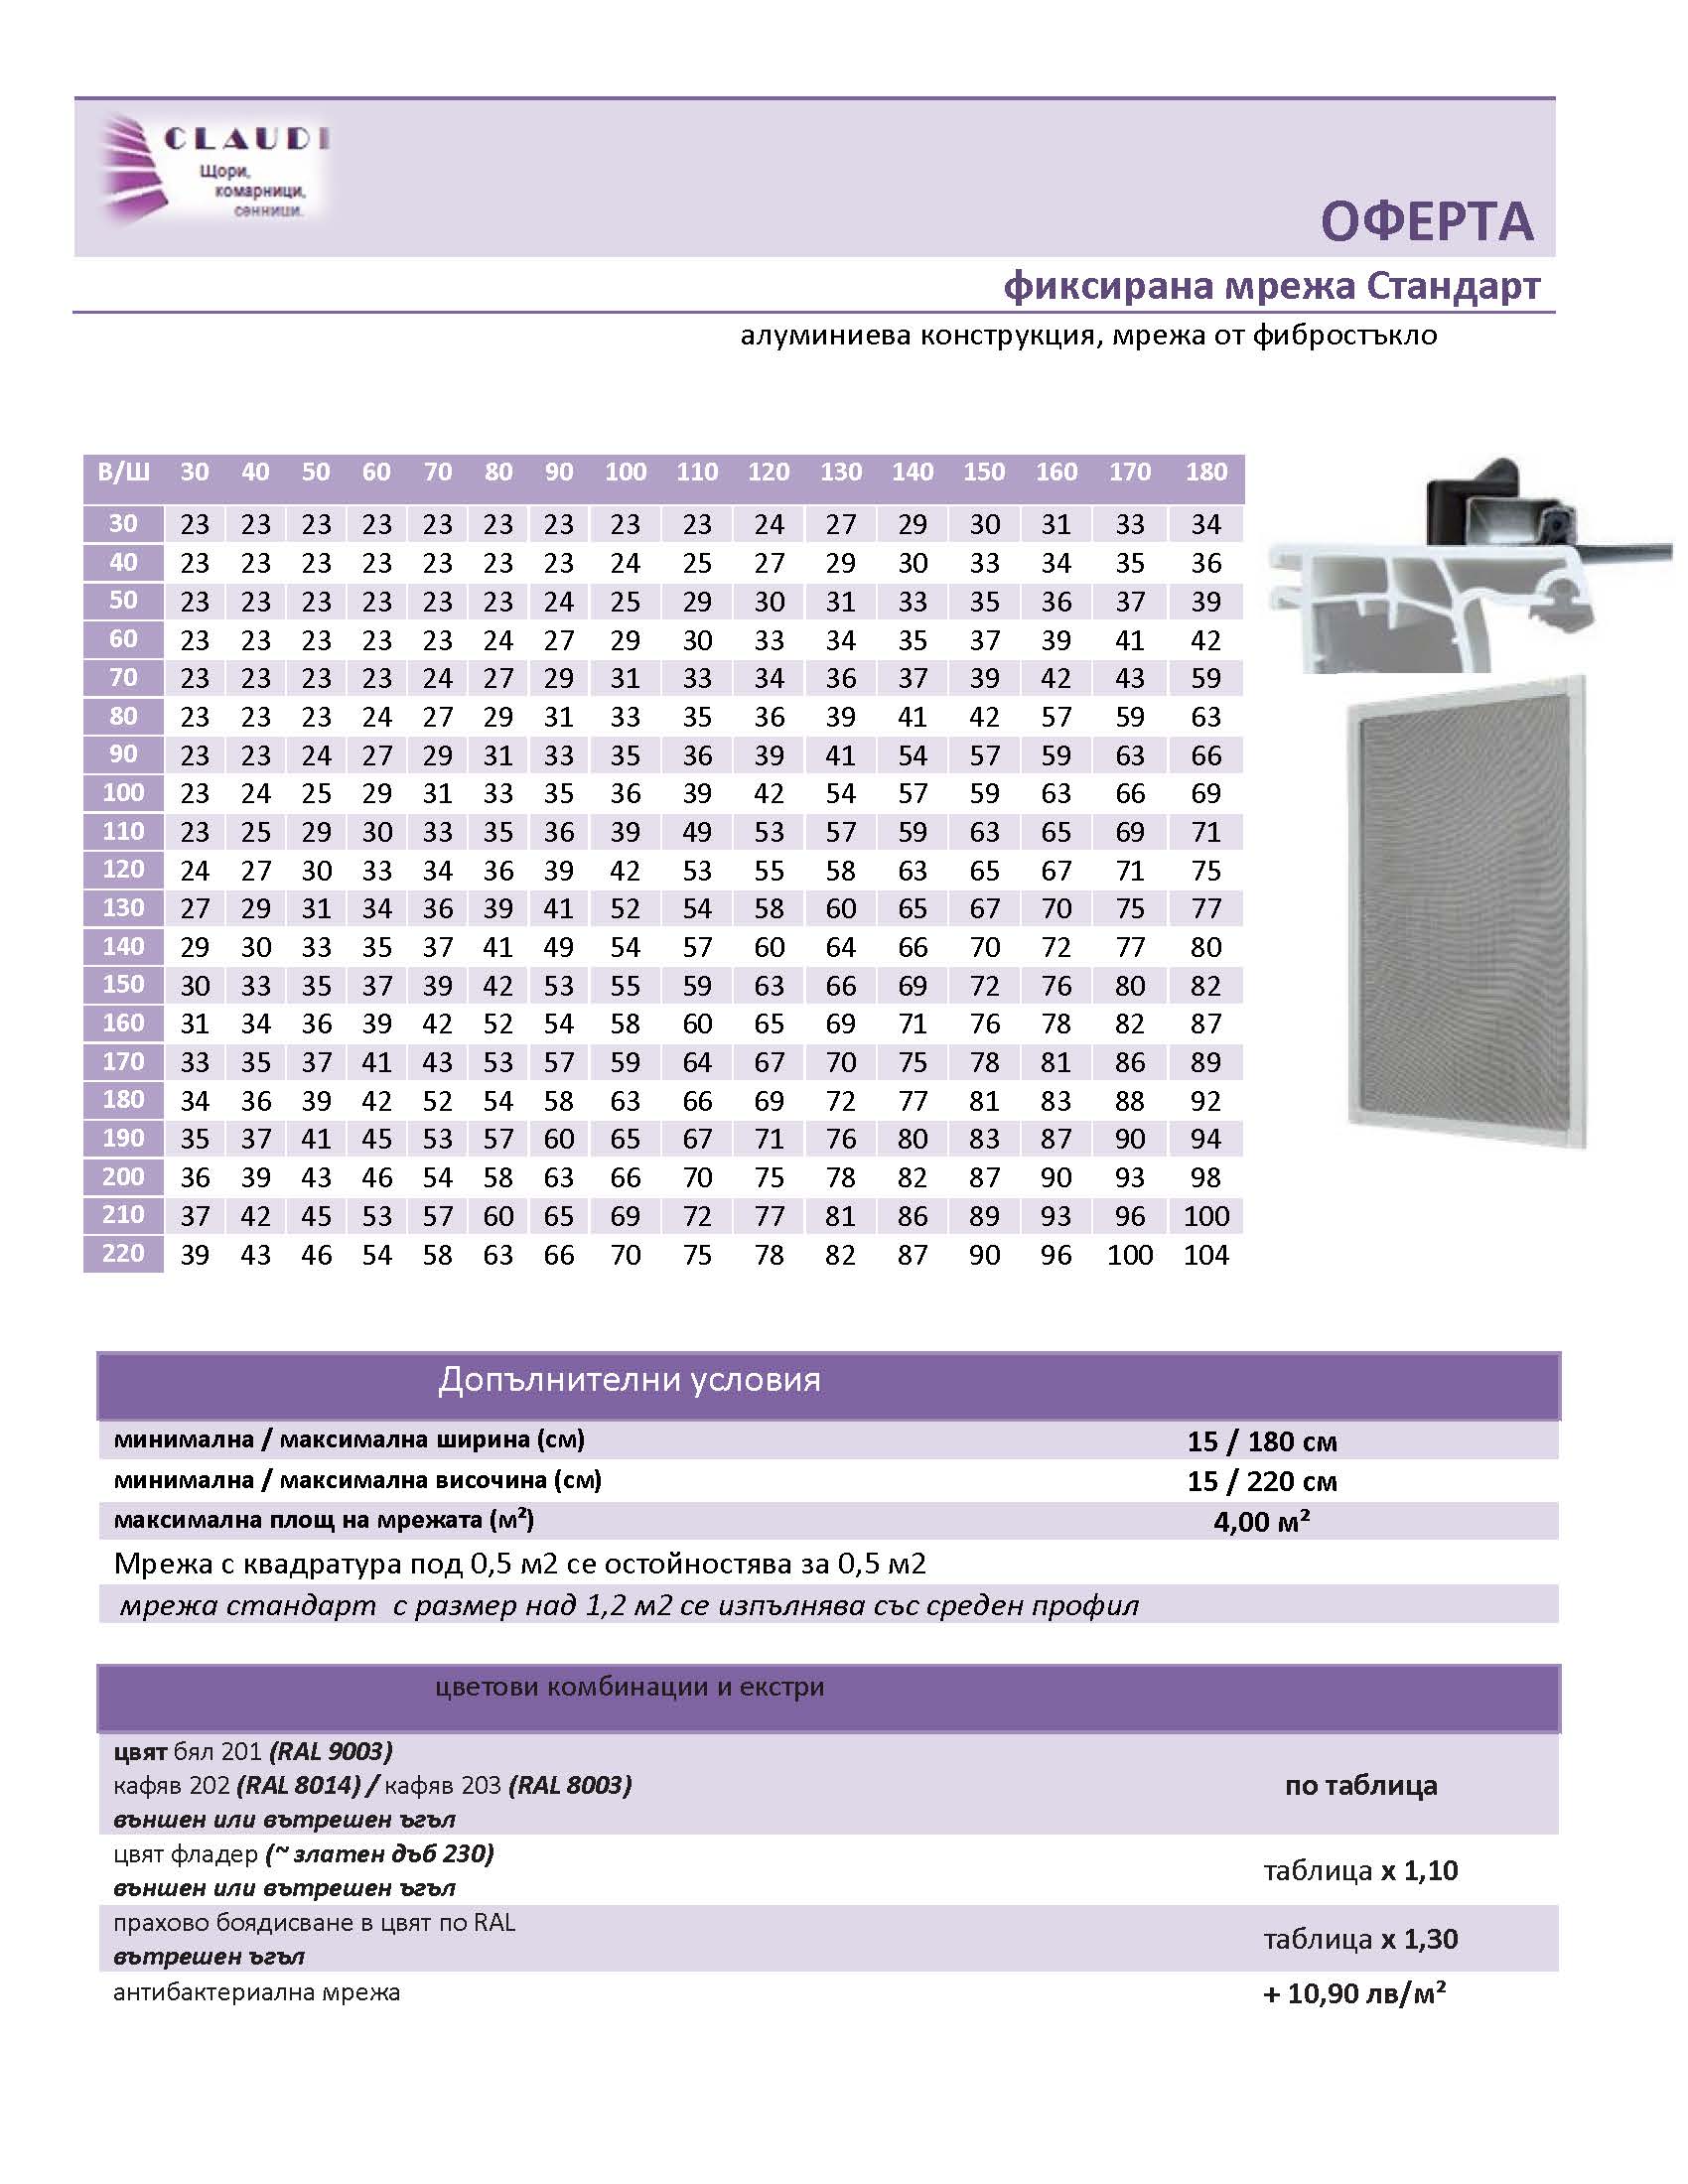 CLAUDI
Щори,
комарници,
сенници.
ОФЕРТА
фиксирана мрежа Стандарт
алуминиева конструкция, мрежа от фибростъкло
В/Ш 30 40 50 60 70 80 90 100 110 120 130 140 150 160 170 180
30 23 23 23 23 23 23 23 23 23 24 27 29 30 31 33 34
40 23 23 23 23 23 23 23 24 25 27 29 30 33 34 35 36
50 23 23 23 23 23 23 24 25 29 30 31 33 35 36 37 39
60 23 23 23 23 23 24 27 29 30 33 34 35 37 39 41 42
70 23 23 23 23 24 27 29 31 33 34 36 37 39 42 43 59
80 23 23 23 24 27 29 31 33 35 36 39 41 42 57 59 63
90 23 23 24 27 29 31 33 35 36 39 41 54 57 59 63 66
100 23 24 25 29 31 33 35 36 39 42 54 57 59 63 66 69
110 23 25 29 30 33 35 36 39 49 53 57 59 63 65 69 71
120 24 27 30 33 34 36 39 42 53 55 58 63 65 67 71 75
130 27 29 31 34 36 39 41 52 54 58 60 65 67 70 75 77
140 29 30 33 35 37 41 49 54 57 60 64 66 70 72 77 80
150 30 33 35 37 39 42 53 55 59 63 66 69 72 76 80 82
160 31 34 36 39 42 52 54 58 60 65 69 71 76 78 82 87
170 33 35 37 41 43 53 57 59 64 67 70 75 78 81 86 89
180 34 36 39 42 52 54 58 63 66 69 72 77 81 83 88 92
190 35 37 41 45 53 57 60 65 67 71 76 80 83 87 90 94
200 36 39 43 46 54 58 63 66 70 75 78 82 87 90 93 98
210 37 42 45 53 57 60 65 69 72 77 81 86 89 93 96 100
220 39 43 46 54 58 63 66 70 75 78 82 87 90 96 100 104
Допълнителни условия
минимална / максимална ширина (см) 15 / 180 см
минимална / максимална височина (см) 15 / 220 см
максимална площ на мрежата (м²) 4,00 м²
Мрежа с квадратура под 0,5 м2 се остойностява за 0,5 м2
мрежа стандарт с размер над 1,2 м2 се изпълнява със среден профил
цветови комбинации и екстри
цвят бял 201 (RAL 9003)
кафяв 202 (RAL 8014) / кафяв 203 (RAL 8003) по таблица
външен или вътрешен ъгъл
цвят фладер (~ златен дъб 230)
таблица x 1,10
външен или вътрешен ъгъл
прахово боядисване в цвят по RAL
таблица x 1,30
вътрешен ъгъл
антибактериална мрежа + 10,90 лв/м²